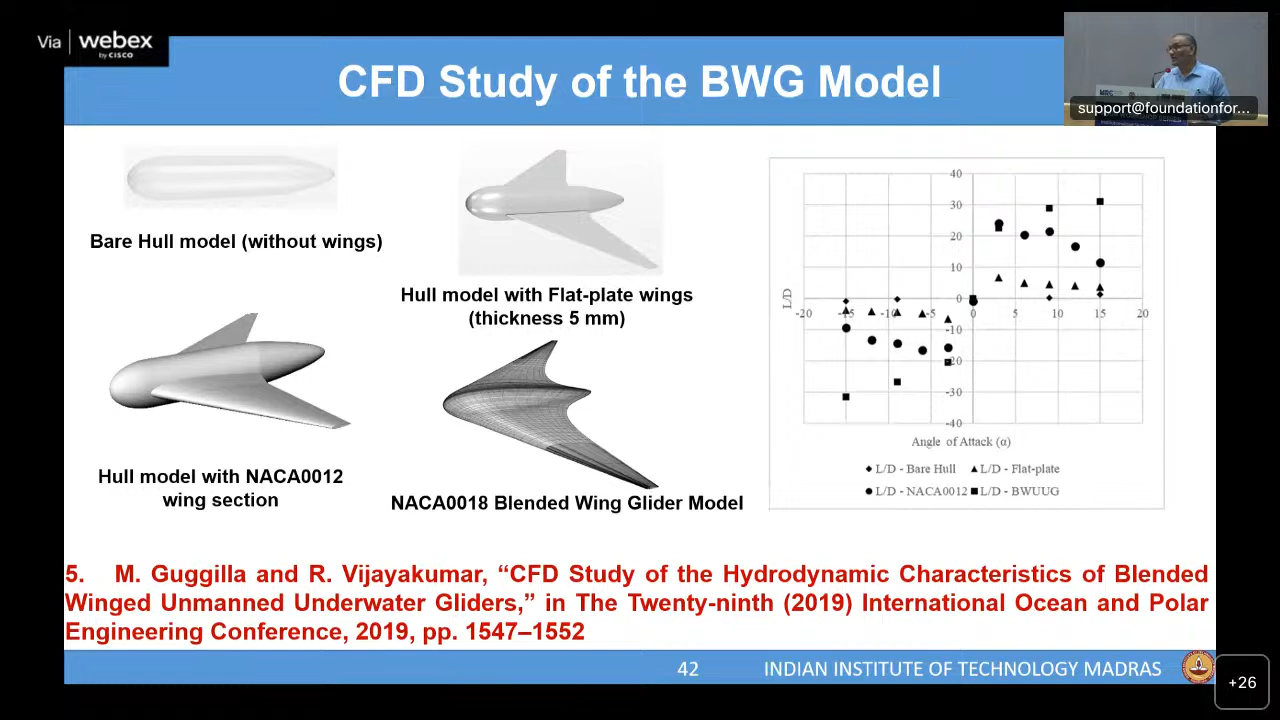 Via webex
by CISCO
CFD Study of the BWG Model
support@foundationfor...
Bare Hull model (without wings)
Hull model with Flat-plate wings
(thickness 5 mm)
Hull model with NACA0012
wing section
NACA0018 Blended Wing Glider Model
40
30
20
10
0
-10
-20
-30
-40
-20 -15 -10 -5 0 5 10 15 20
L/D
Angle of Attack (α)
L/D - Bare Hull L/D - Flat-plate
L/D - NACA0012 L/D - BWUUG
5. M. Guggilla and R. Vijayakumar, “CFD Study of the Hydrodynamic Characteristics of Blended
Winged Unmanned Underwater Gliders,” in The Twenty-ninth (2019) International Ocean and Polar
Engineering Conference, 2019, pp. 1547–1552
42 INDIAN INSTITUTE OF TECHNOLOGY MADRAS
+26